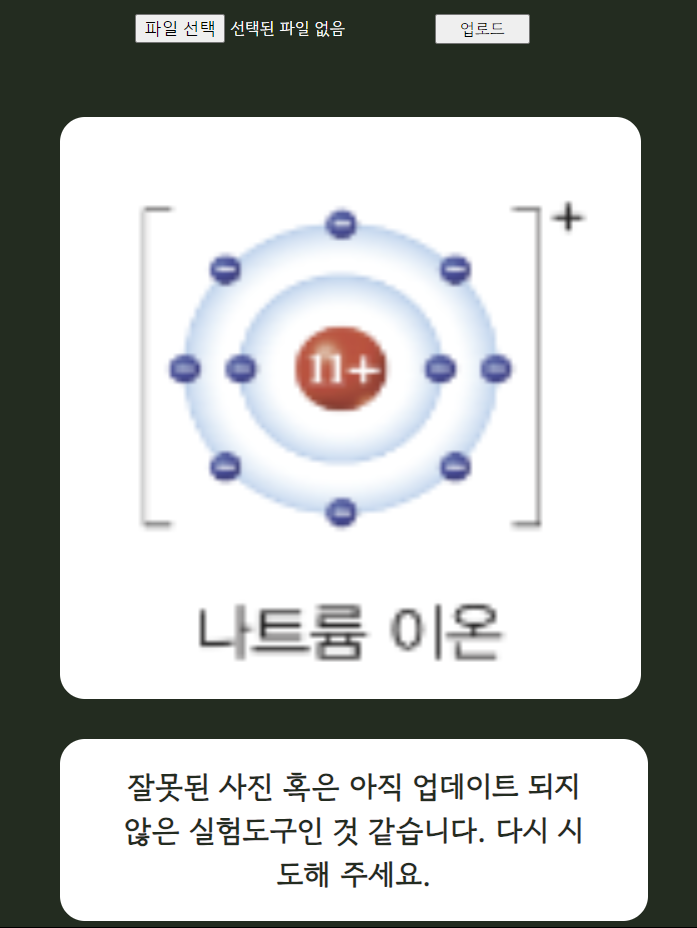 파일 선택 선택된 파일 없음 업로드
+
11+
나트륨 이온
잘못된 사진 혹은 아직 업데이트 되지
않은 실험도구인 것 같습니다. 다시 시
도해 주세요.